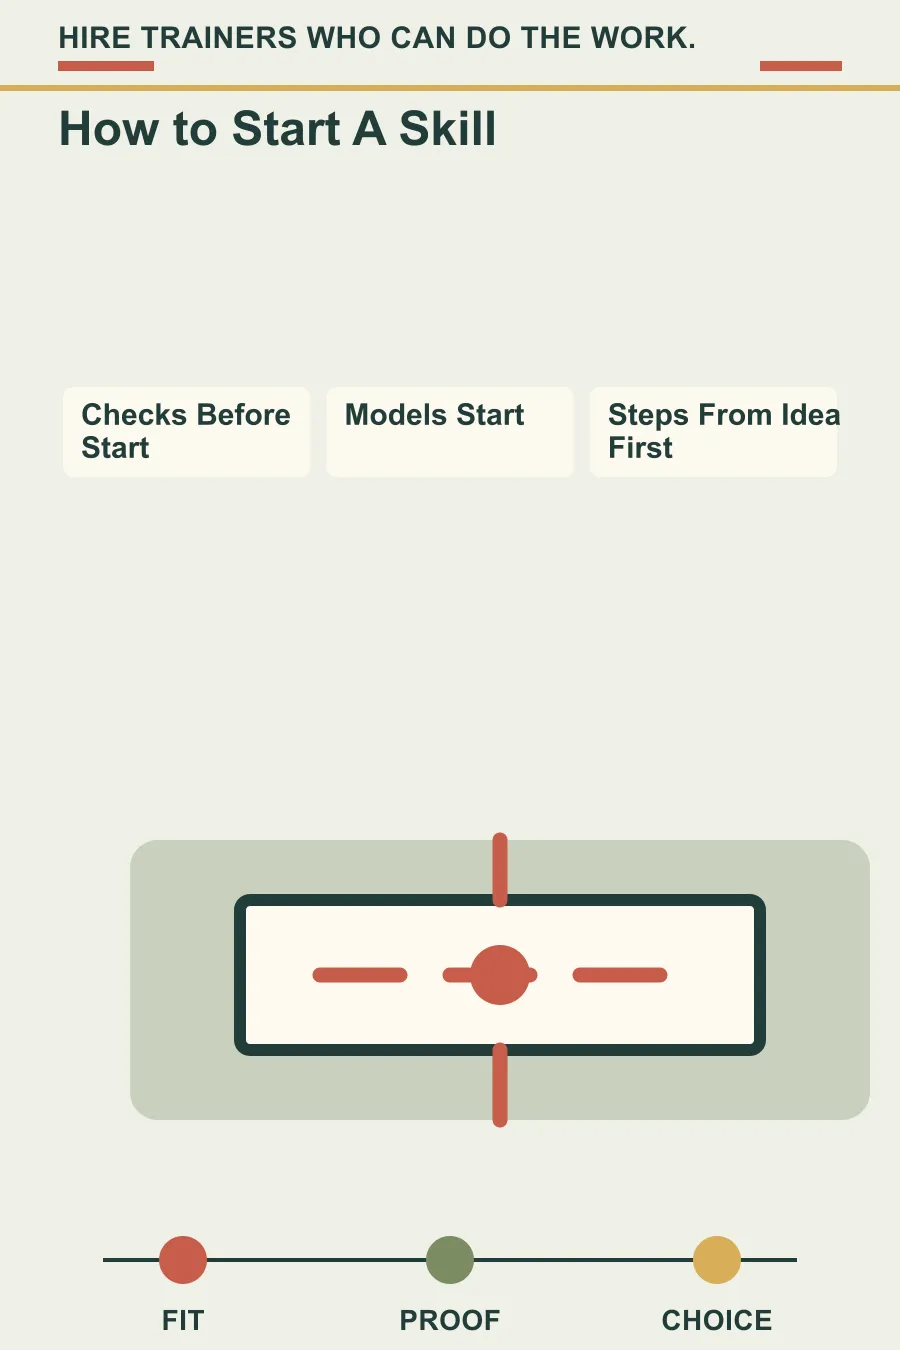 HIRE TRAINERS WHO CAN DO THE WORK.
How to Start A Skill
Checks Before
Start
Models Start
Steps From Idea
First
FIT
PROOF
CHOICE